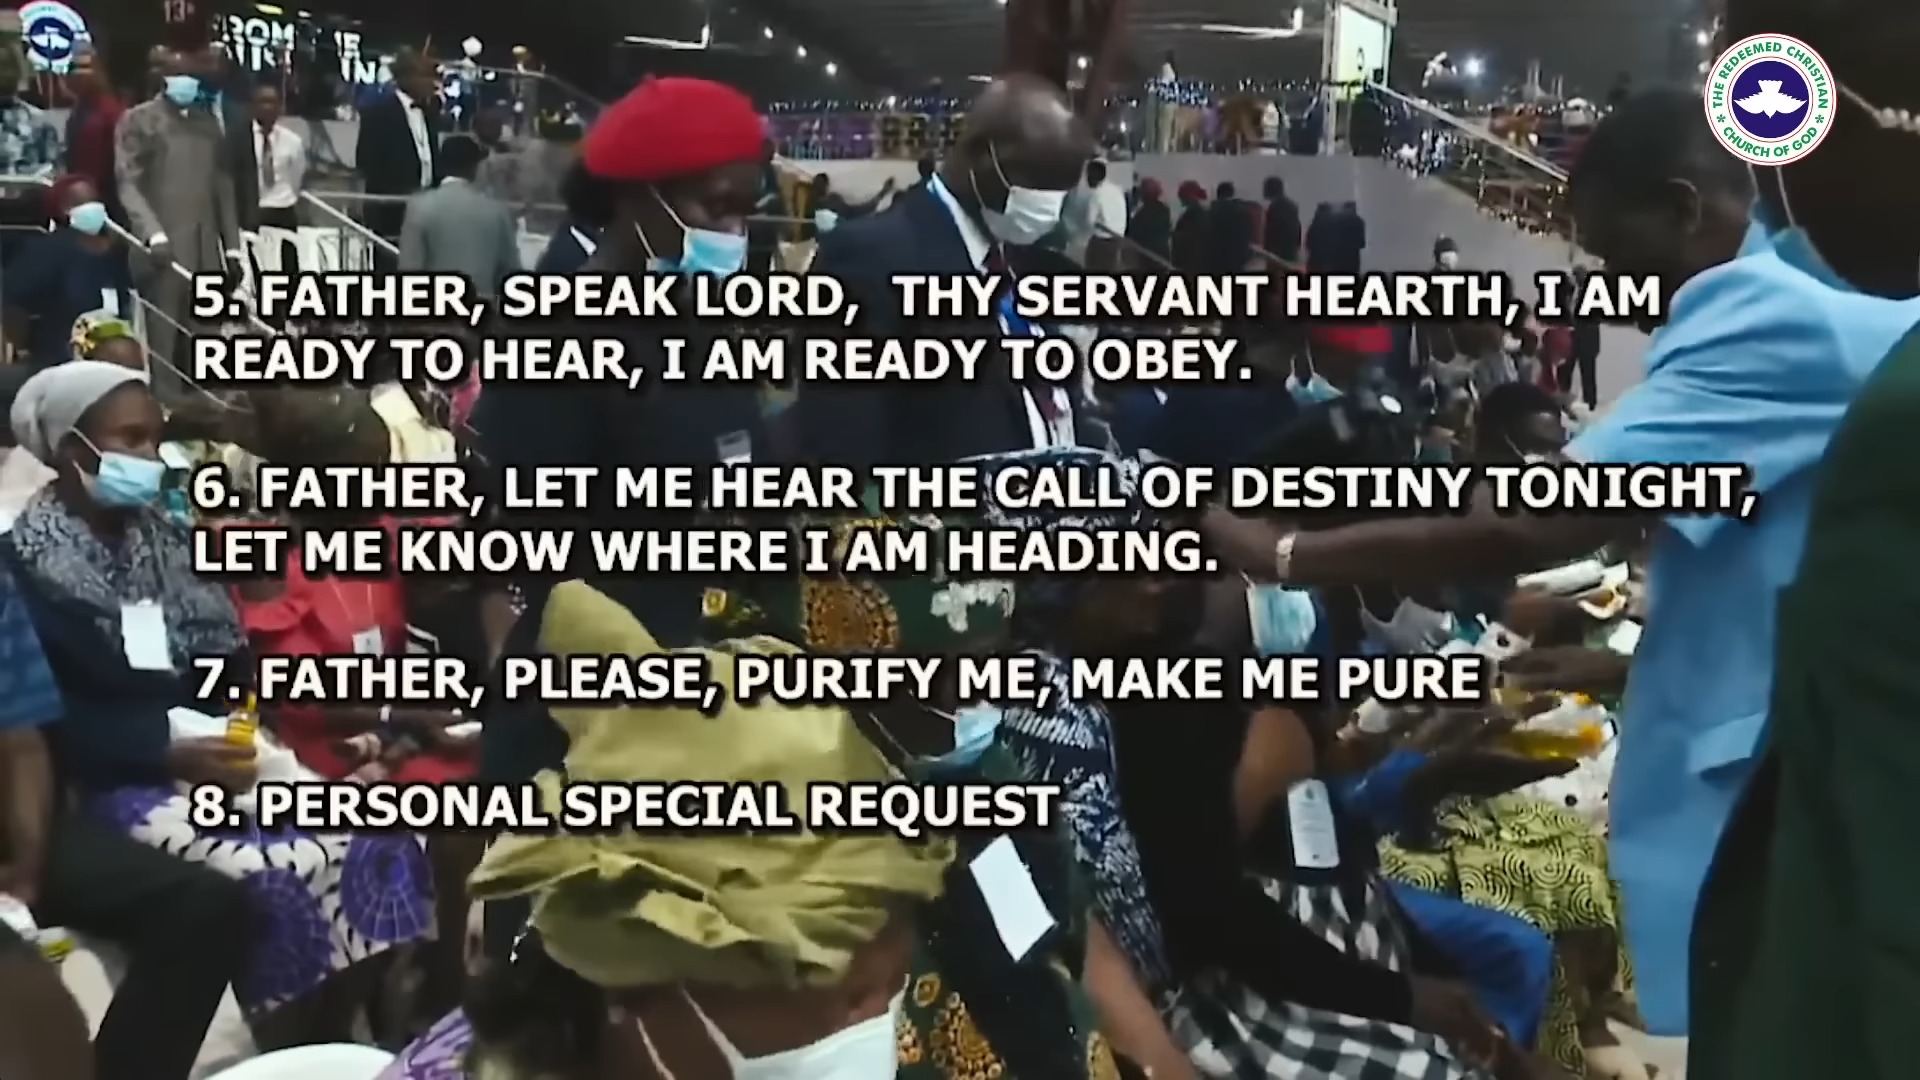 THE REDEEMED CHRISTIAN
* CHURCH OF GOD *
5. FATHER, SPEAK LORD,  THY SERVANT HEARTH, I AM
READY TO HEAR, I AM READY TO OBEY.
6. FATHER, LET ME HEAR THE CALL OF DESTINY TONIGHT,
LET ME KNOW WHERE I AM HEADING.
7. FATHER, PLEASE, PURIFY ME, MAKE ME PURE
8. PERSONAL SPECIAL REQUEST